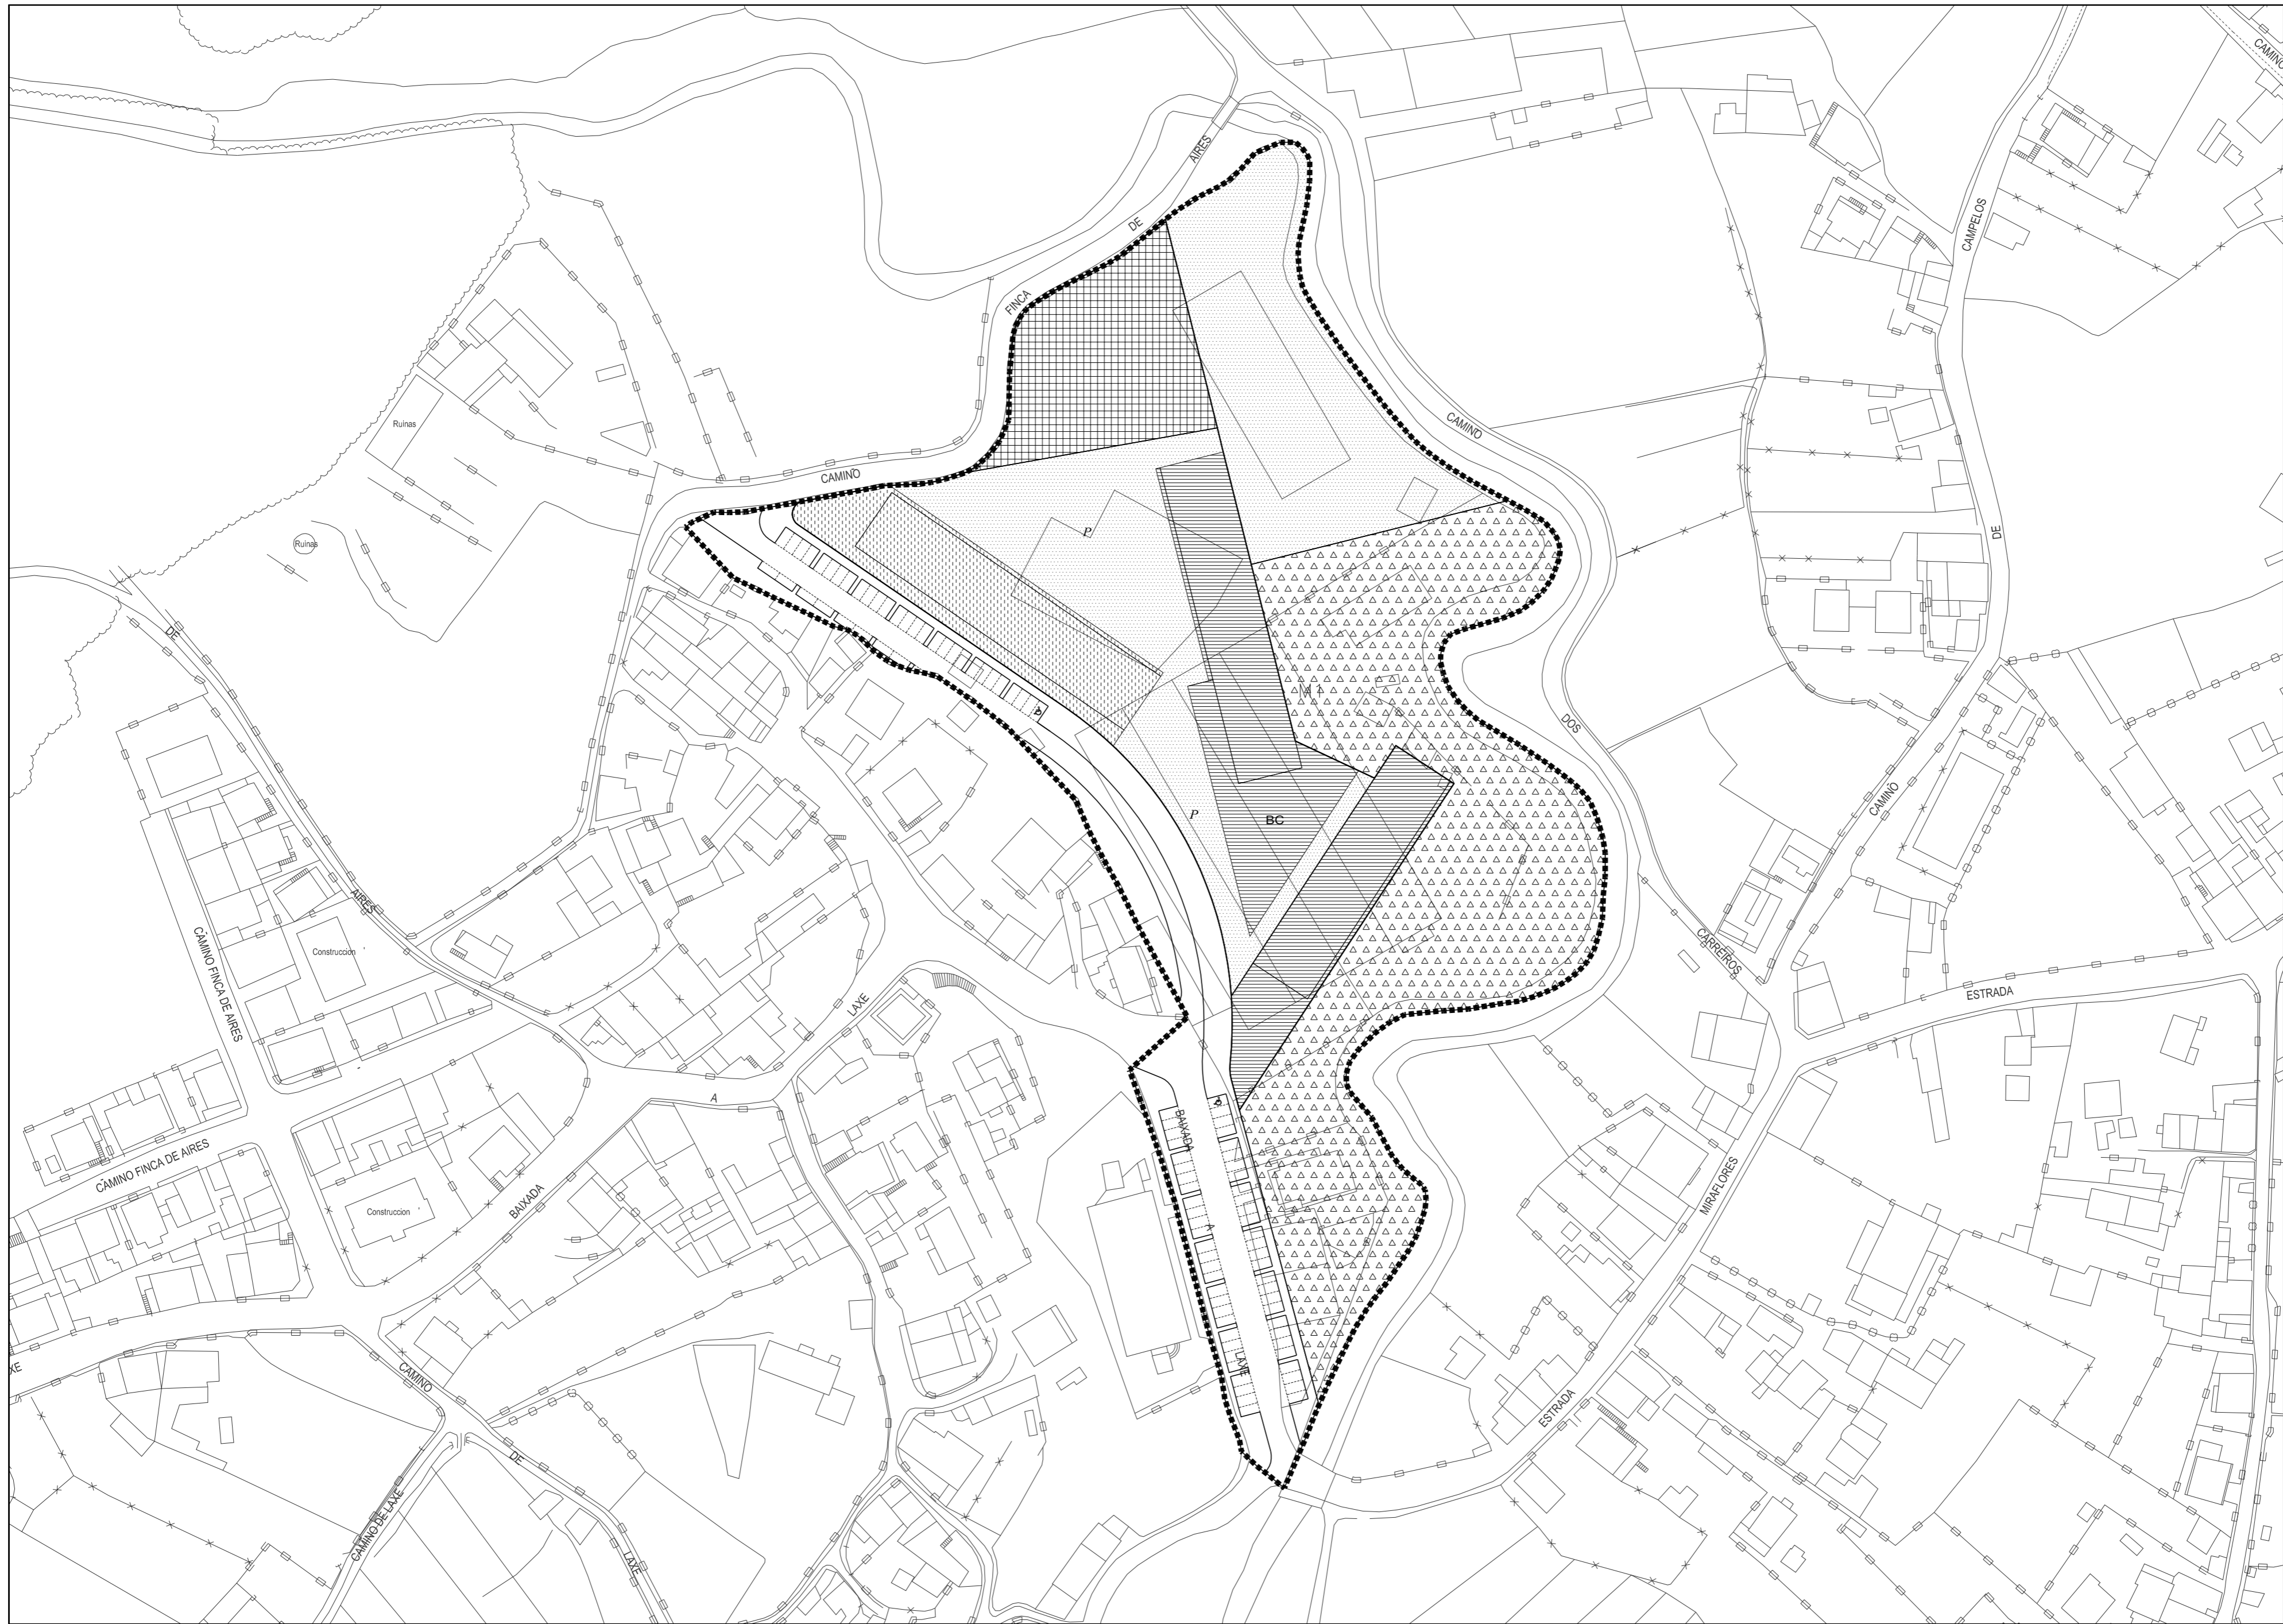 CAMINO
AIRES
DE
FINCA
CAMPELOS
Ruinas
CAMINO
CAMINO
DE
P
Ruinas
DE
M1
DOS
CAMINO
P
BC
AIRES
CAMINO FINCA DE AIRES
Construccion
CARREIROS
ESTRADA
LAXE
A
BAIXADA
CAMINO FINCA DE AIRES
MIRAFLORES
BAIXADA
Construccion
A
LAXE
XE
CAMINO
ESTRADA
DE
CAMINO DE LAXE
LAXE